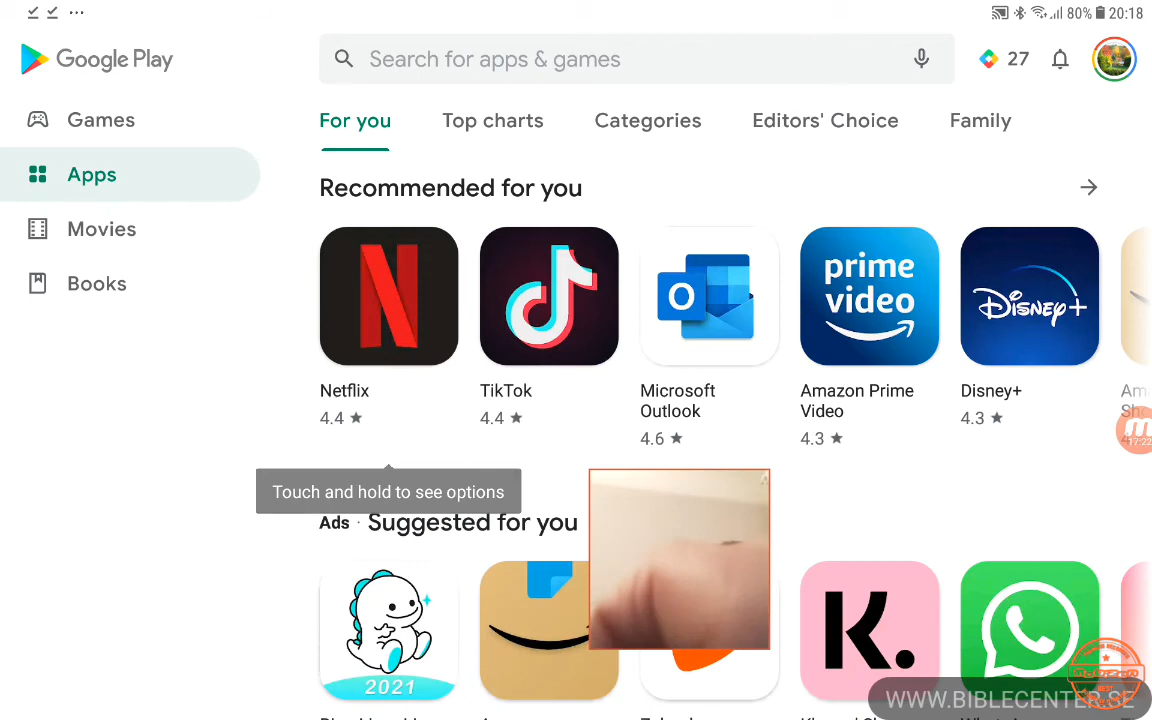 80% 20:18
Google Play
Search for apps & games
27
Games
Apps
Movies
Books
For you
Top charts
Categories
Editors' Choice
Family
Recommended for you
N
TikTok
O
prime
video
Disney+
Netflix
4.4 ★
4.4 ★
Microsoft
Outlook
4.6 ★
Amazon Prime
Video
4.3 ★
Disney+
4.3 ★
17:22
Touch and hold to see options
Ads · Suggested for you
2021
K.
WWW.BIBLECENTER.SE